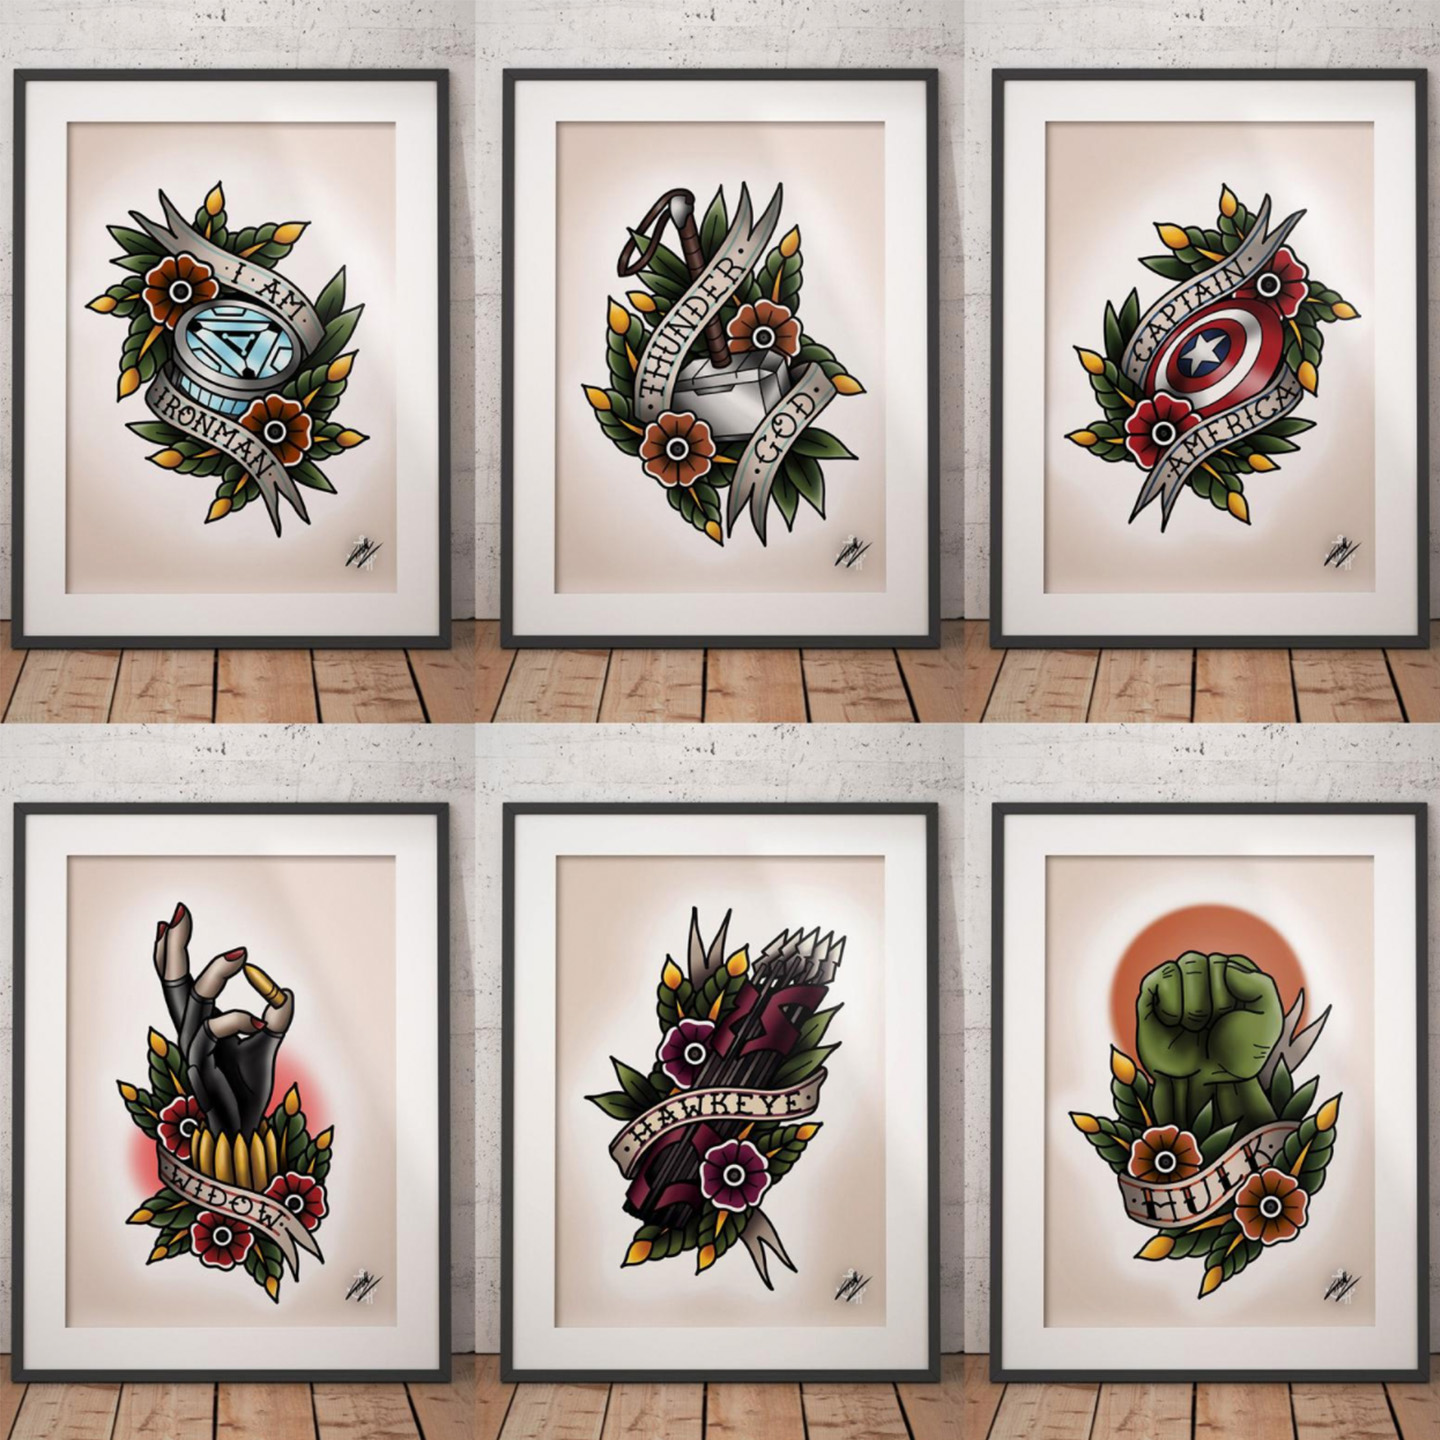 ·I·AM·
·IRONMAN·
·THUNDER·
·GOD·
·CAPTAIN·
·AMERICA·
·WIDOW·
·HAWKEYE·
·HULK·